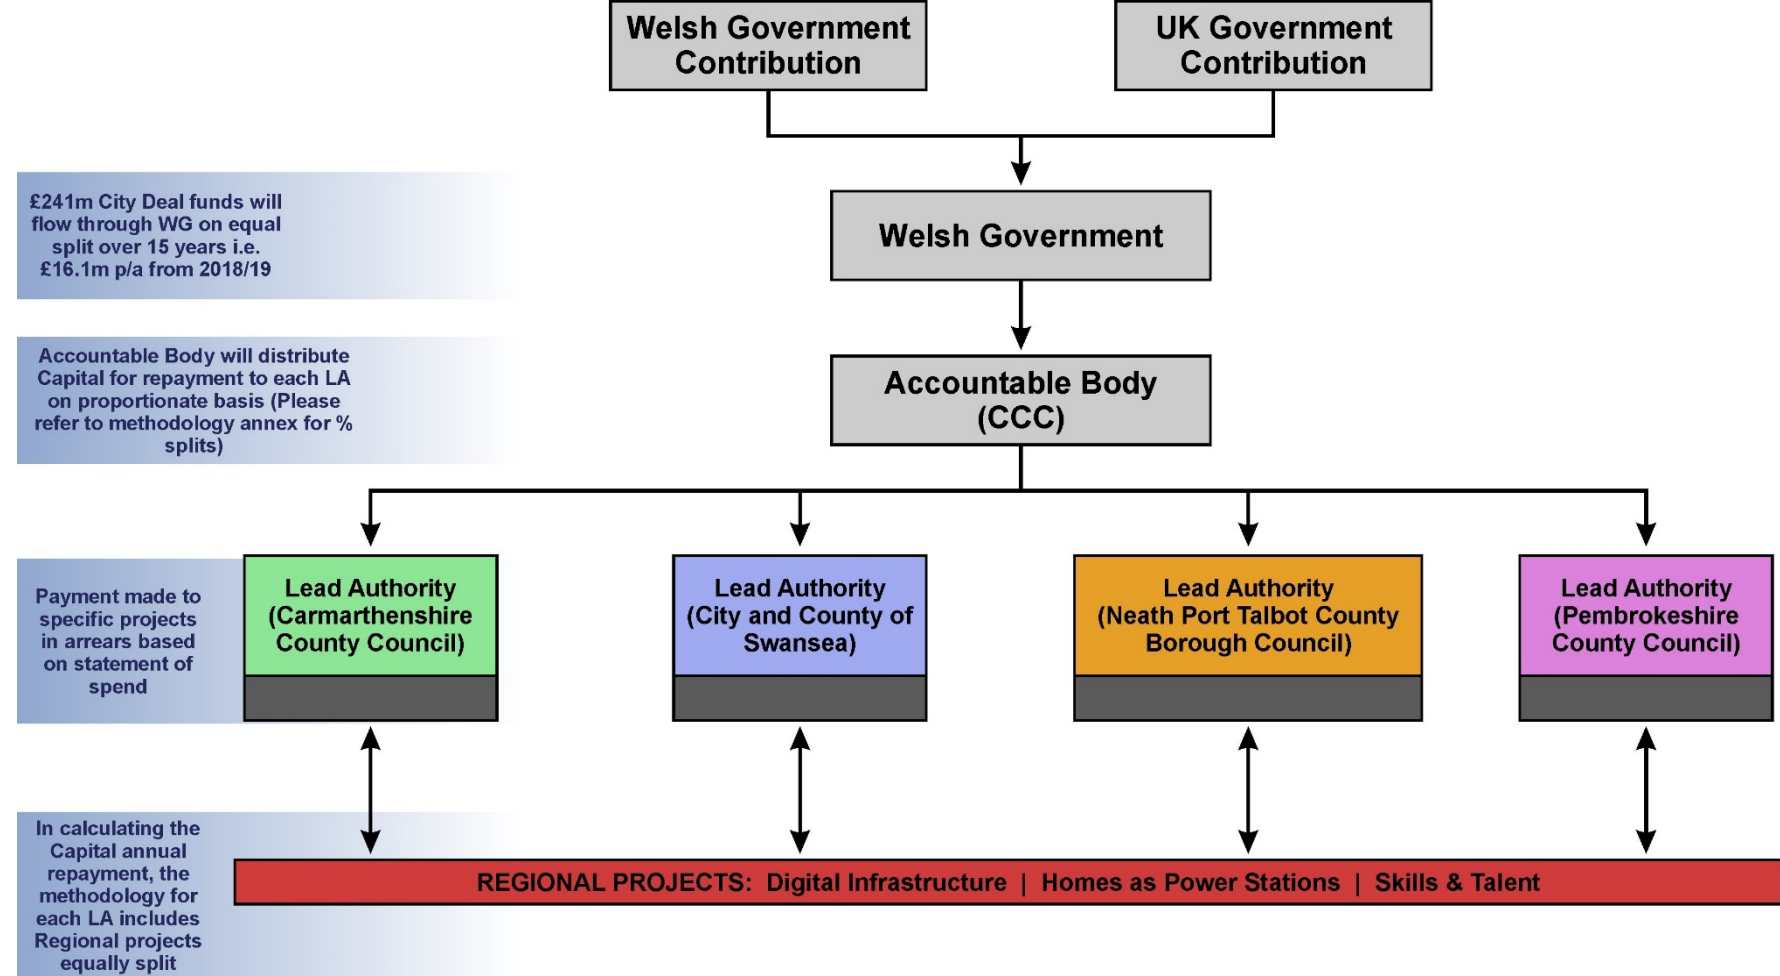 Welsh Government
Contribution
UK Government
Contribution
£241m City Deal funds will
flow through WG on equal
split over 15 years i.e.
£16.1m p/a from 2018/19
Welsh Government
Accountable Body will distribute
Capital for repayment to each LA
on proportionate basis (Please
refer to methodology annex for %
splits)
Accountable Body
(CCC)
Payment made to
specific projects
in arrears based
on statement of
spend
Lead Authority
(Carmarthenshire
County Council)
Lead Authority
(City and County of
Swansea)
Lead Authority
(Neath Port Talbot County
Borough Council)
Lead Authority
(Pembrokeshire
County Council)
In calculating the
Capital annual
repayment, the
methodology for
each LA includes
Regional projects
equally split
REGIONAL PROJECTS: Digital Infrastructure | Homes as Power Stations | Skills & Talent